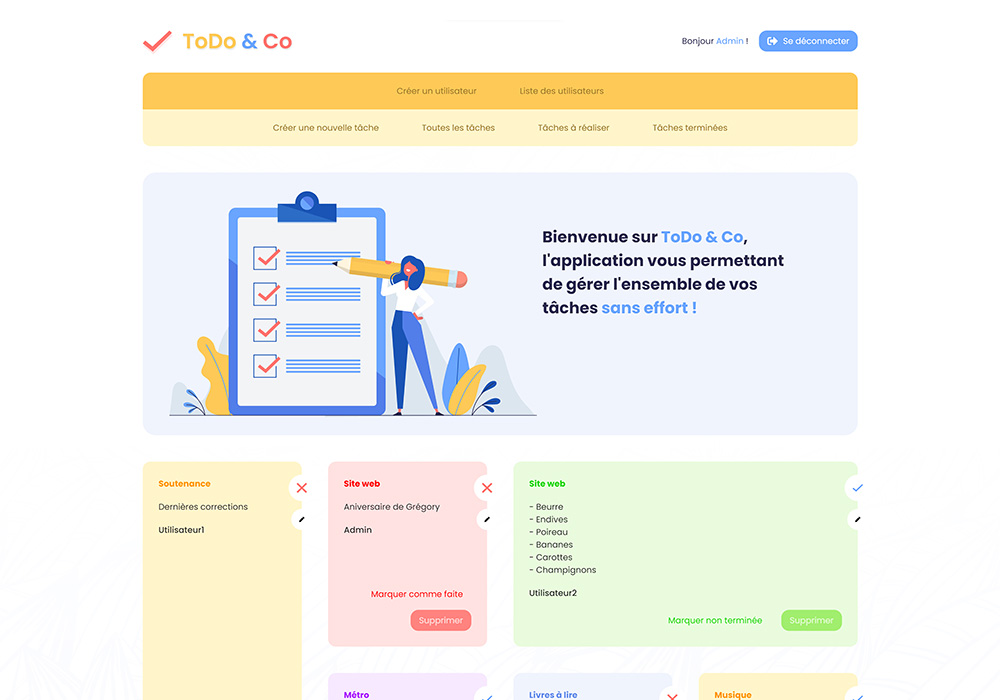 ToDo & Co
Bonjour Admin !
Se déconnecter
Créer un utilisateur
Liste des utilisateurs
Créer une nouvelle tâche
Toutes les tâches
Tâches à réaliser
Tâches terminées
Bienvenue sur ToDo & Co,
l'application vous permettant
de gérer l'ensemble de vos
tâches sans effort !
Soutenance
Dernières corrections
Utilisateur1
Site web
Aniversaire de Grégory
Admin
Marquer comme faite
Supprimer
Site web
- Beurre
- Endives
- Poireau
- Bananes
- Carottes
- Champignons
Utilisateur2
Marquer non terminée
Supprimer
Métro
Livres à lire
Musique